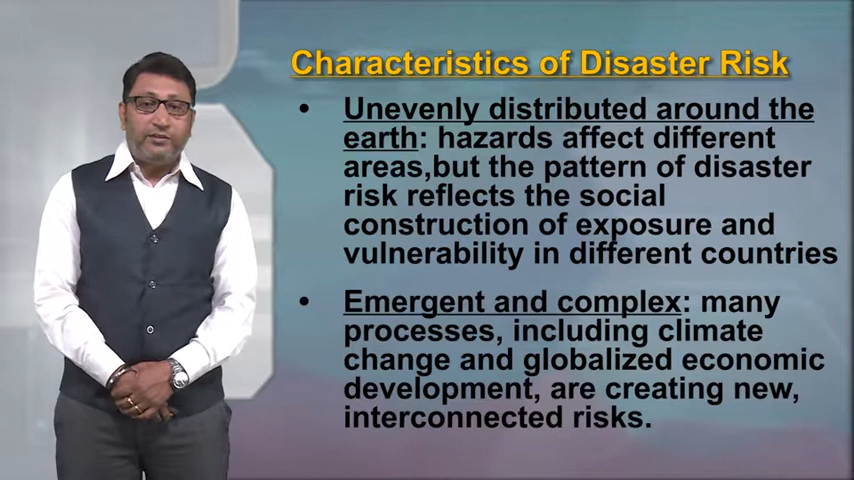 Characteristics of Disaster Risk
• Unevenly distributed around the
earth: hazards affect different
areas,but the pattern of disaster
risk reflects the social
construction of exposure and
vulnerability in different countries
• Emergent and complex: many
processes, including climate
change and globalized economic
development, are creating new,
interconnected risks.